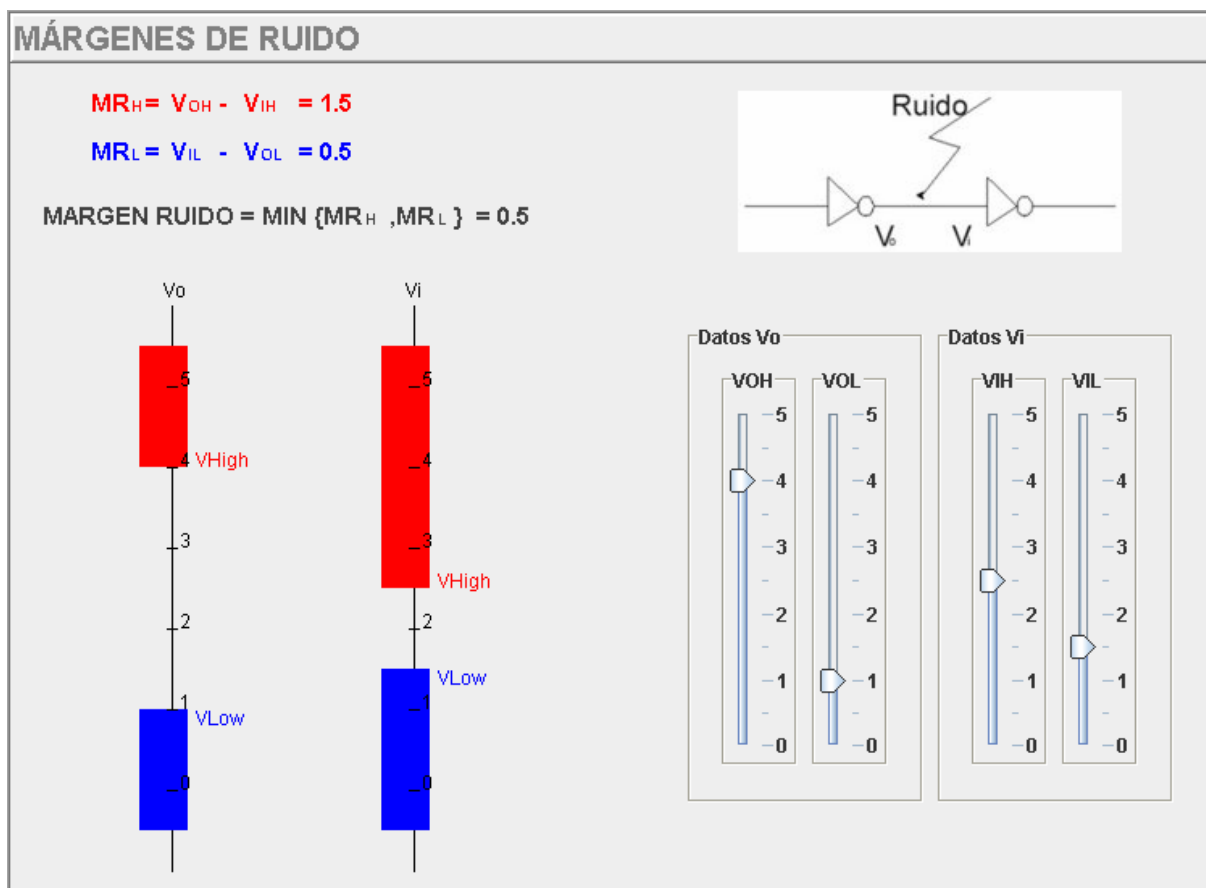 MÁRGENES DE RUIDO
MRH = VOH - VIH = 1.5
MRL = VIL - VOL = 0.5
MARGEN RUIDO = MIN {MRH ,MRL } = 0.5
Ruido
Vo Vi
Vo
5
4
VHigh
3
2
1
VLow
0
Vi
5
4
3
VHigh
2
VLow
1
0
Datos Vo
VOH
5
4
3
2
1
0
VOL
5
4
3
2
1
0
Datos Vi
VIH
5
4
3
2
1
0
VIL
5
4
3
2
1
0